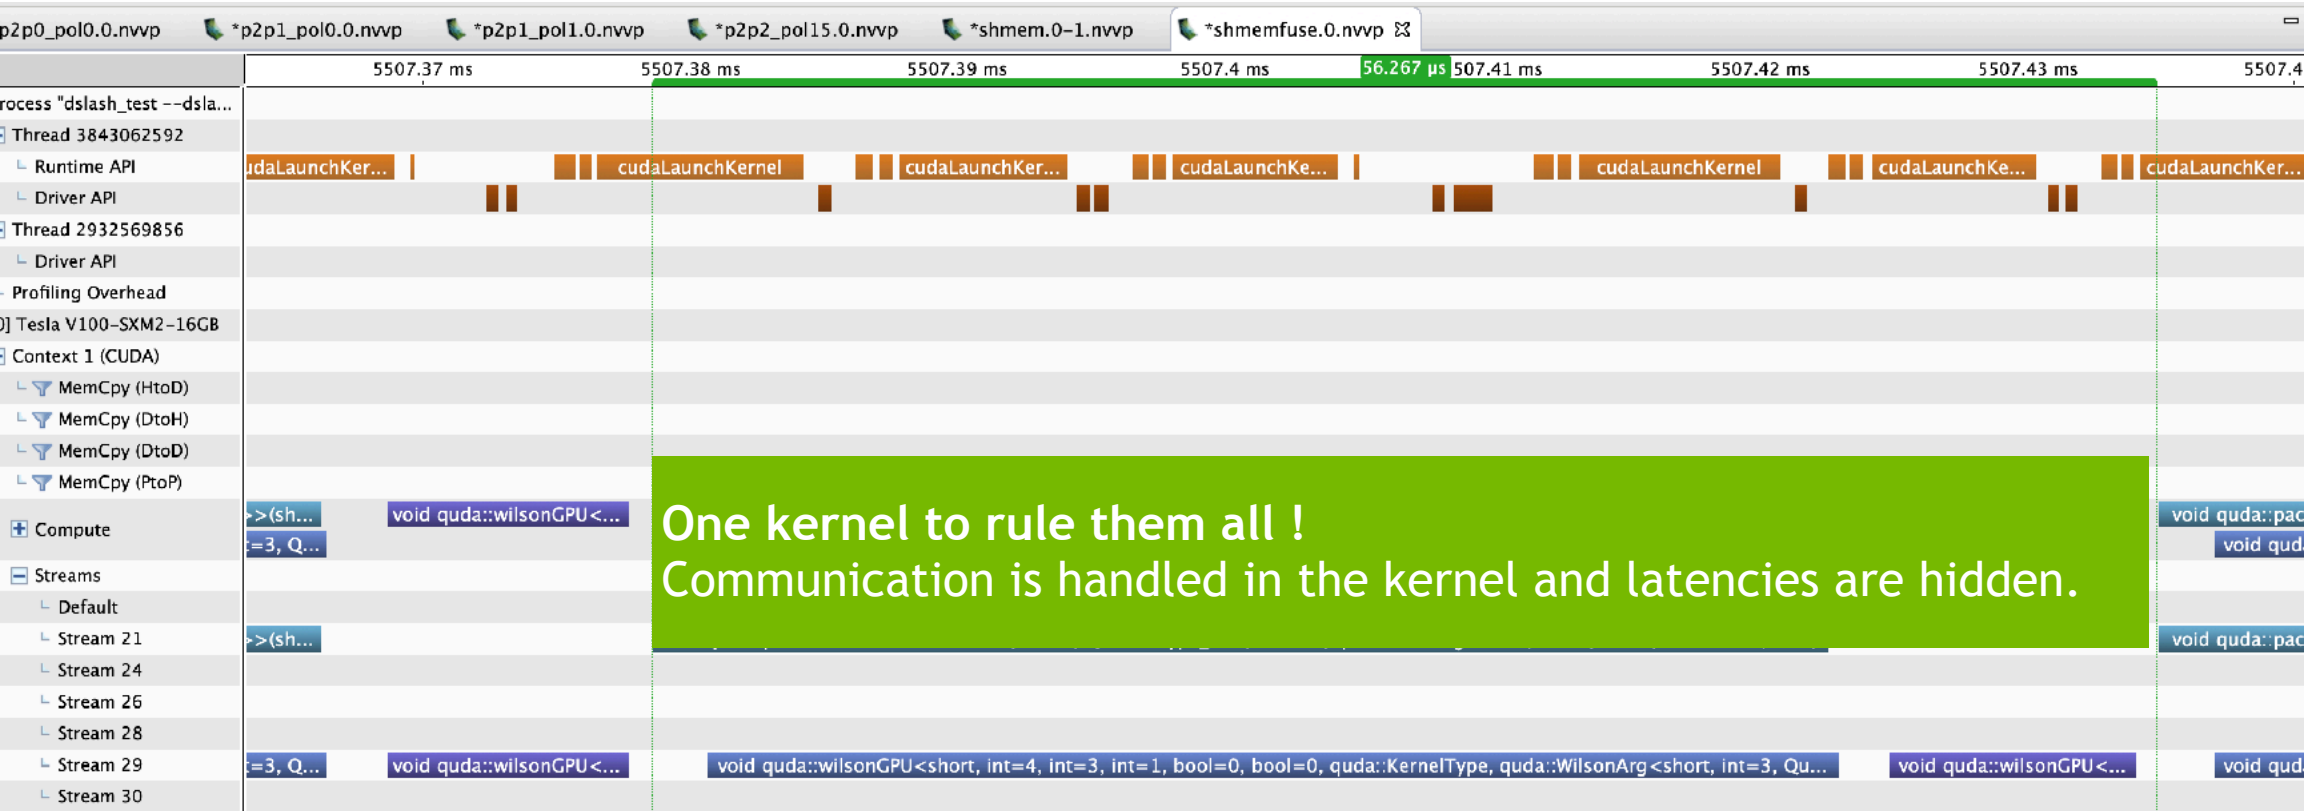 p2p0_pol0.0.nvvp *p2p1_pol0.0.nvvp *p2p1_pol1.0.nvvp *p2p2_pol15.0.nvvp *shmem.0-1.nvvp *shmemfuse.0.nvvp
5507.37 ms 5507.38 ms 5507.39 ms 5507.4 ms 56.267 µs 507.41 ms 5507.42 ms 5507.43 ms 5507.4
rocess "dslash_test --dsla...
Thread 3843062592
Runtime API udaLaunchKer... cudaLaunchKernel cudaLaunchKer... cudaLaunchKe... cudaLaunchKernel cudaLaunchKe... cudaLaunchKer...
Driver API
Thread 2932569856
Driver API
Profiling Overhead
0] Tesla V100-SXM2-16GB
Context 1 (CUDA)
MemCpy (HtoD)
MemCpy (DtoH)
MemCpy (DtoD)
MemCpy (PtoP)
>>(sh... void quda::wilsonGPU<... void quda::pac
Compute
=3, Q... void qud
One kernel to rule them all !
Communication is handled in the kernel and latencies are hidden.
Streams
Default
Stream 21 >>(sh... void quda::pac
Stream 24
Stream 26
Stream 28
Stream 29 =3, Q... void quda::wilsonGPU<... void quda::wilsonGPU<short, int=4, int=3, int=1, bool=0, bool=0, quda::KernelType, quda::WilsonArg<short, int=3, Qu... void quda::wilsonGPU<... void qud
Stream 30